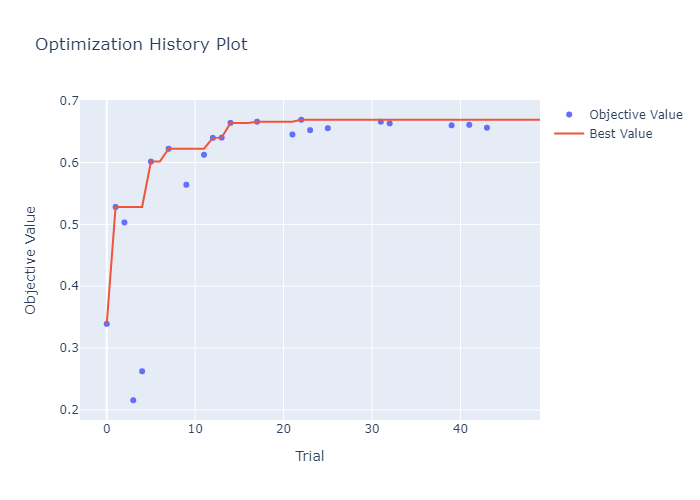 Optimization History Plot
0.7
0.6
0.5
0.4
0.3
0.2
Objective Value
0 10 20 30 40
Trial
Objective Value
Best Value